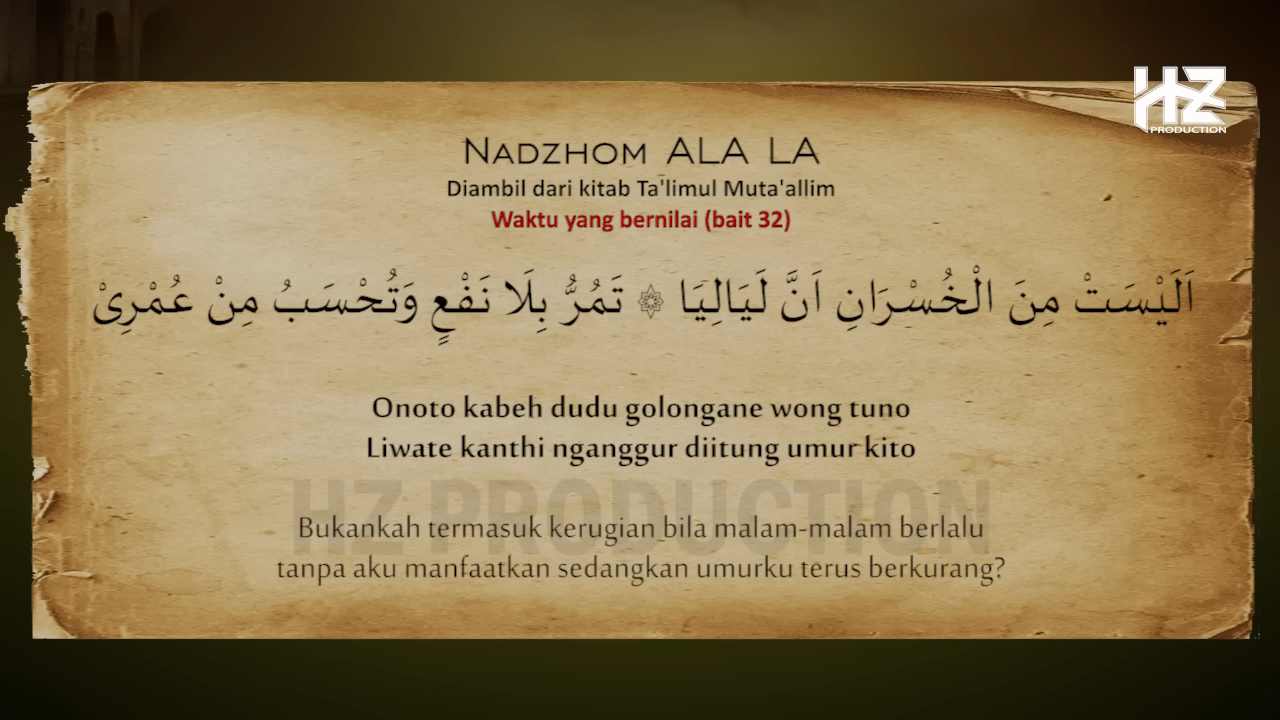 HZ
PRODUCTION
NADZHOM ALA LA
Diambil dari kitab Ta'limul Muta'allim
Waktu yang bernilai (bait 32)
اَلَيْسَتْ مِنَ الْخُسْرَانِ اَنَّ لَيَالِيَا ۞ تَمُرُّ بِلَا نَفْعٍ وَتُحْسَبُ مِنْ عُمْرِىْ
Onoto kabeh dudu golongane wong tuno
Liwate kanthi nganggur diitung umur kito
HZ PRODUCTION
Bukankah termasuk kerugian bila malam-malam berlalu
tanpa aku manfaatkan sedangkan umurku terus berkurang?